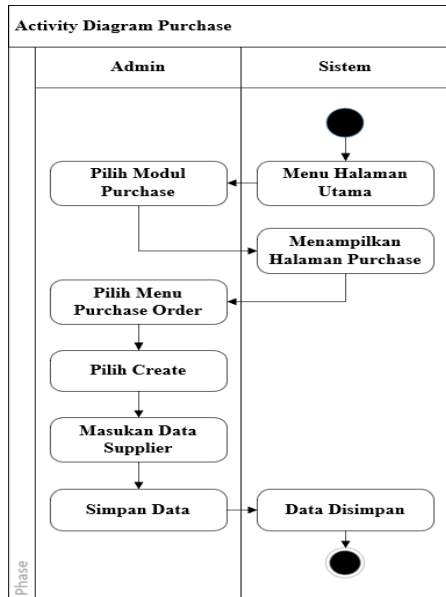 Activity Diagram Purchase
Admin
Sistem
Menu Halaman
Utama
Pilih Modul
Purchase
Menampilkan
Halaman Purchase
Pilih Menu
Purchase Order
Pilih Create
Masukan Data
Supplier
Simpan Data
Data Disimpan
Phase